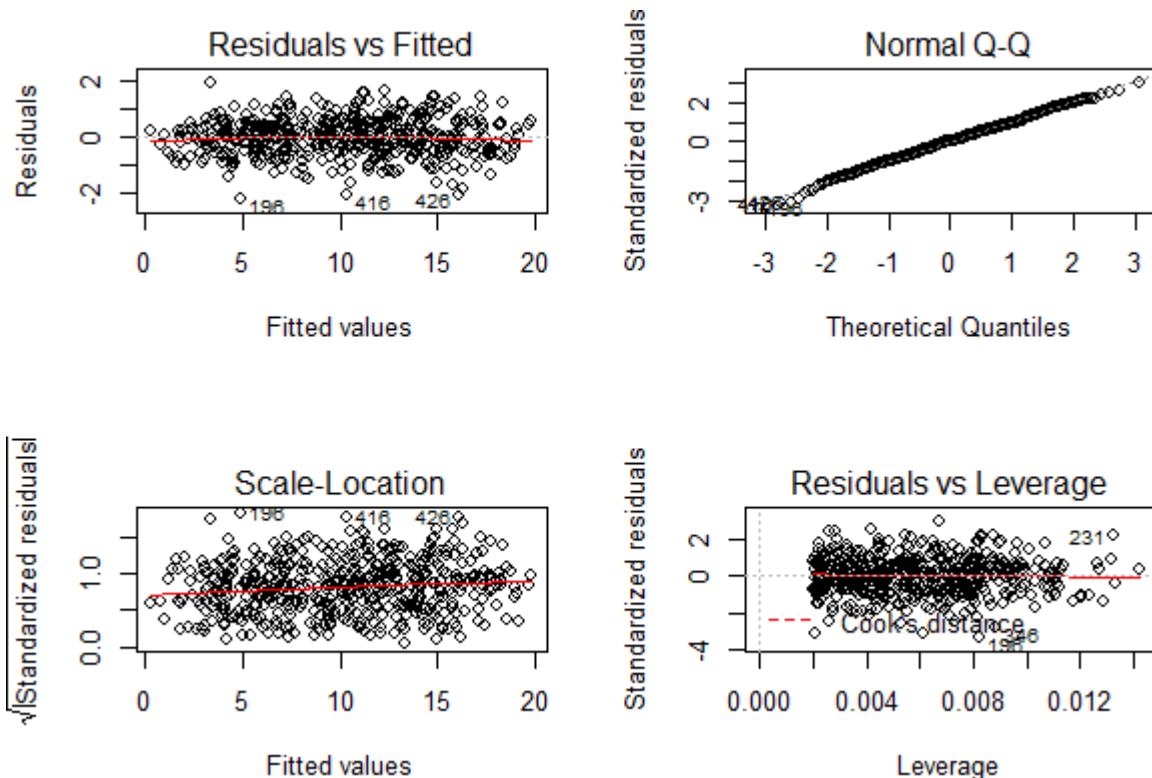 Residuals vs Fitted
Residuals
2
0
-2
196
416
426
0 5 10 15 20
Fitted values
Normal Q-Q
Standardized residuals
2
0
-3
-3 -2 -1 0 1 2 3
Theoretical Quantiles
Scale-Location
√|Standardized residuals|
1.0
0.0
196
416
426
0 5 10 15 20
Fitted values
Residuals vs Leverage
Standardized residuals
2
0
-4
231
Cook's distance
346
196
0.000 0.004 0.008 0.012
Leverage